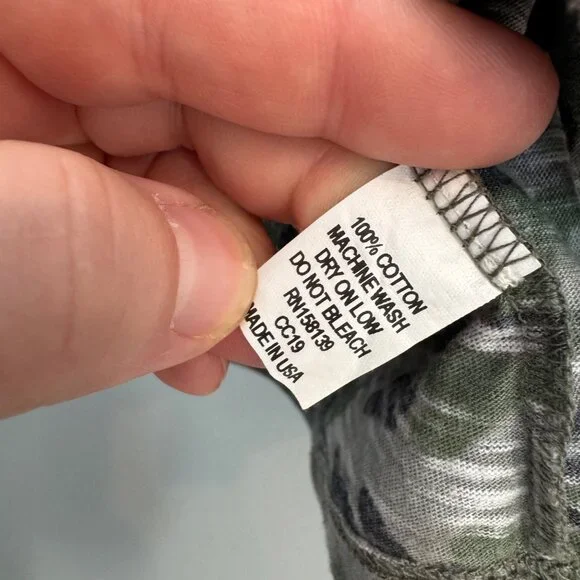 100% COTTON
MACHINE WASH
DRY ON LOW
DO NOT BLEACH
RN158139
CC19
MADE IN USA